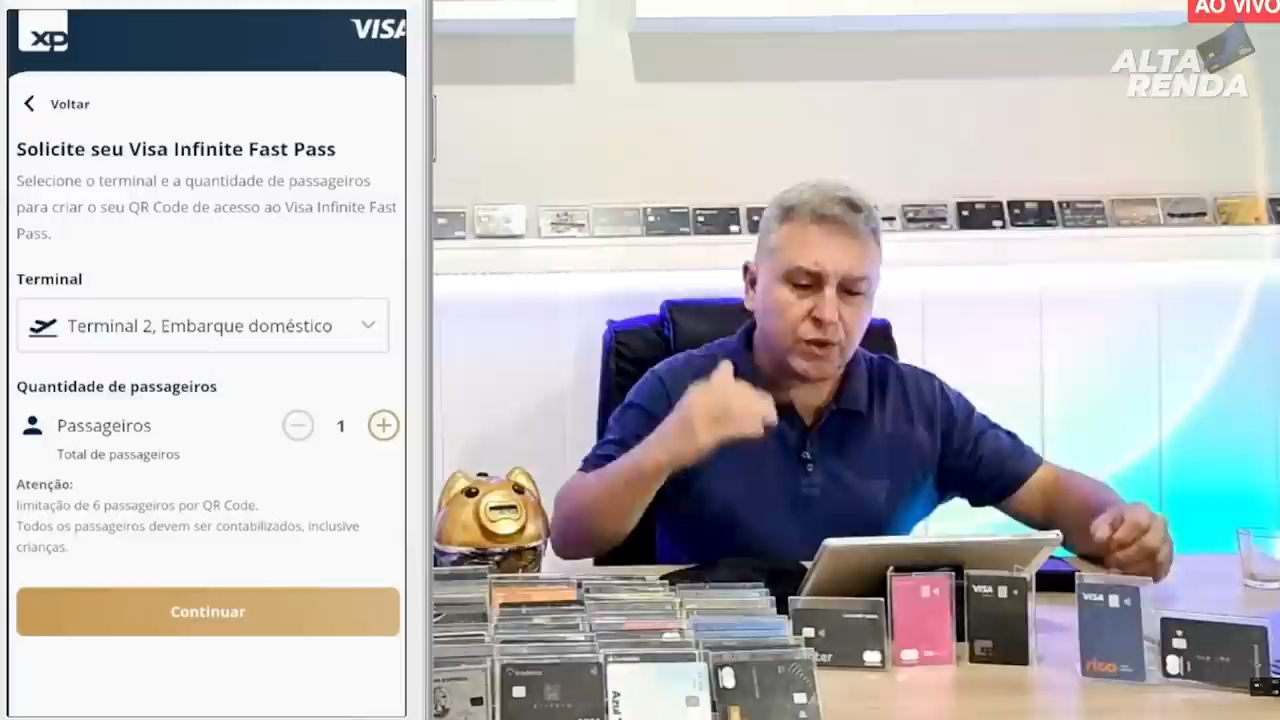 xp
VISA
Voltar
Solicite seu Visa Infinite Fast Pass
Selecione o terminal e a quantidade de passageiros
para criar o seu QR Code de acesso ao Visa Infinite Fast
Pass.
Terminal
Terminal 2, Embarque doméstico
Quantidade de passageiros
Passageiros
1
Total de passageiros
Atenção:
limitação de 6 passageiros por QR Code.
Todos os passageiros devem ser contabilizados, inclusive
crianças.
Continuar
AO VIVO
ALTA
RENDA
VISA
xp
VISA
rico
Azul